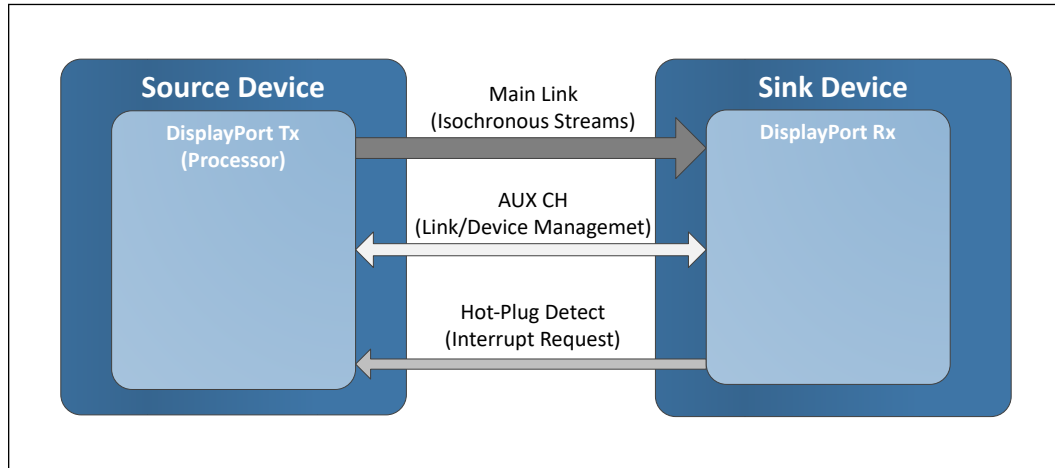 Source Device
DisplayPort Tx
(Processor)
Main Link
(Isochronous Streams)
AUX CH
(Link/Device Managemet)
Hot-Plug Detect
(Interrupt Request)
Sink Device
DisplayPort Rx